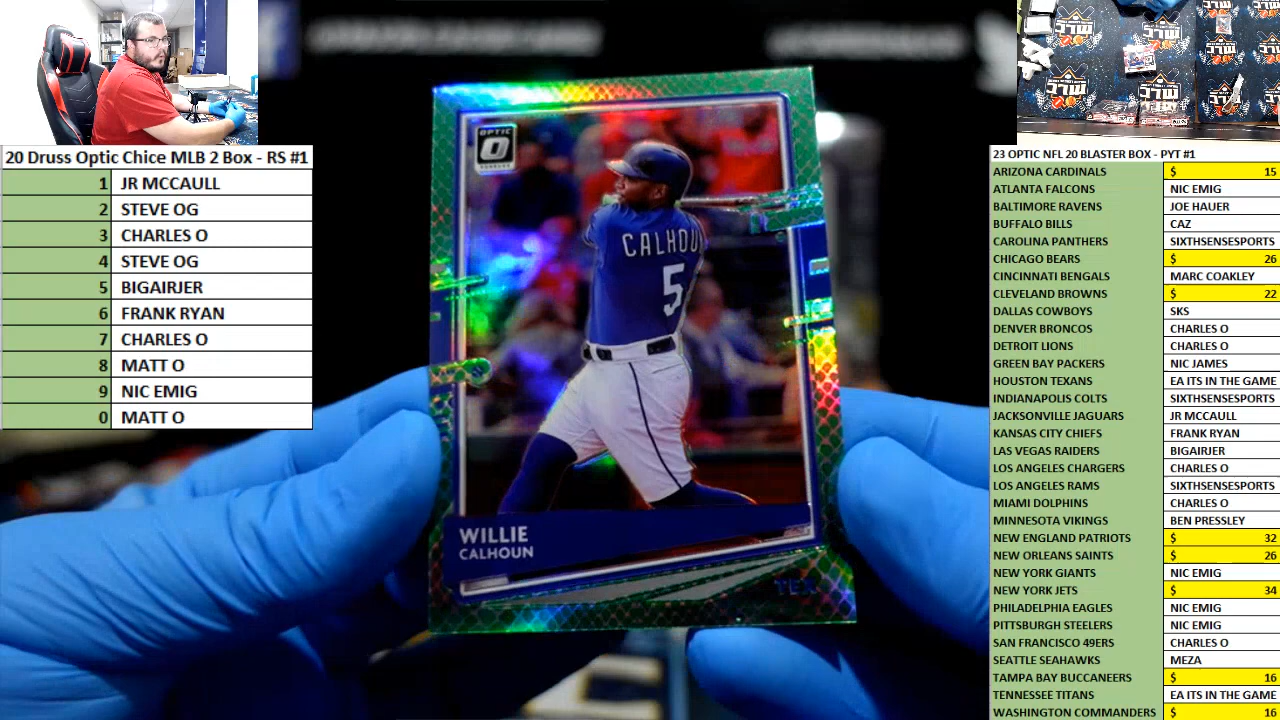 20 Druss Optic Chice MLB 2 Box - RS #1
1 JR MCCAULL
2 STEVE OG
3 CHARLES O
4 STEVE OG
5 BIGAIRJER
6 FRANK RYAN
7 CHARLES O
8 MATT O
9 NIC EMIG
0 MATT O
OPTIC
CALHOU
5
WILLIE
CALHOUN
TEX
23 OPTIC NFL 20 BLASTER BOX - PYT #1
ARIZONA CARDINALS $ 15
ATLANTA FALCONS NIC EMIG
BALTIMORE RAVENS JOE HAUER
BUFFALO BILLS CAZ
CAROLINA PANTHERS SIXTHSENSESPORTS
CHICAGO BEARS $ 26
CINCINNATI BENGALS MARC COAKLEY
CLEVELAND BROWNS $ 22
DALLAS COWBOYS SKS
DENVER BRONCOS CHARLES O
DETROIT LIONS CHARLES O
GREEN BAY PACKERS NIC JAMES
HOUSTON TEXANS EA ITS IN THE GAME
INDIANAPOLIS COLTS SIXTHSENSESPORTS
JACKSONVILLE JAGUARS JR MCCAULL
KANSAS CITY CHIEFS FRANK RYAN
LAS VEGAS RAIDERS BIGAIRJER
LOS ANGELES CHARGERS CHARLES O
LOS ANGELES RAMS SIXTHSENSESPORTS
MIAMI DOLPHINS CHARLES O
MINNESOTA VIKINGS BEN PRESSLEY
NEW ENGLAND PATRIOTS $ 32
NEW ORLEANS SAINTS $ 26
NEW YORK GIANTS NIC EMIG
NEW YORK JETS $ 34
PHILADELPHIA EAGLES NIC EMIG
PITTSBURGH STEELERS NIC EMIG
SAN FRANCISCO 49ERS CHARLES O
SEATTLE SEAHAWKS MEZA
TAMPA BAY BUCCANEERS $ 16
TENNESSEE TITANS EA ITS IN THE GAME
WASHINGTON COMMANDERS $ 16